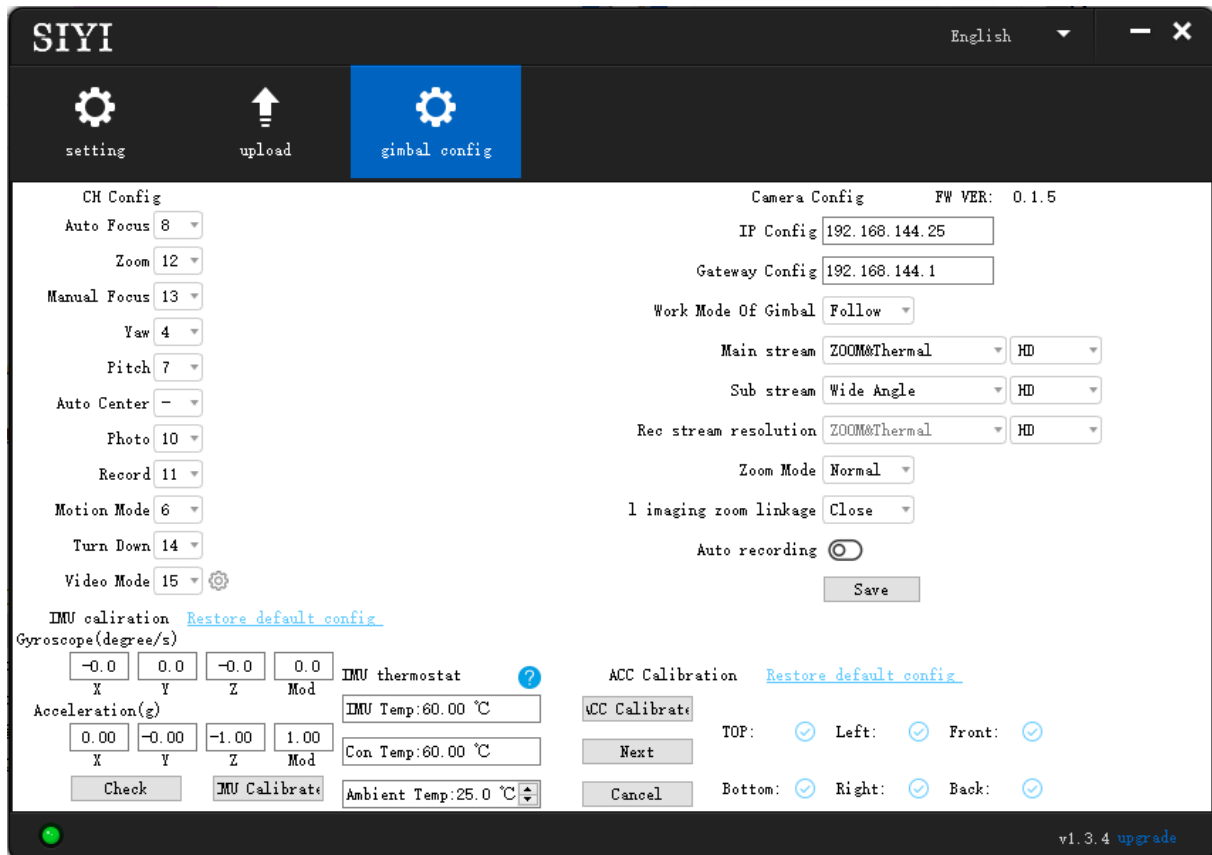 SIYI
English
setting
upload
gimbal config
CH Config
Auto Focus 8
Zoom 12
Manual Focus 13
Yaw 4
Pitch 7
Auto Center -
Photo 10
Record 11
Motion Mode 6
Turn Down 14
Video Mode 15
Camera Config FW VER: 0.1.5
IP Config 192.168.144.25
Gateway Config 192.168.144.1
Work Mode Of Gimbal Follow
Main stream ZOOM&Thermal HD
Sub stream Wide Angle HD
Rec stream resolution ZOOM&Thermal HD
Zoom Mode Normal
l imaging zoom linkage Close
Auto recording
Save
IMU caliration Restore default config
Gyroscope(degree/s)
-0.0 0.0 -0.0 0.0
X Y Z Mod
Acceleration(g)
0.00 -0.00 -1.00 1.00
X Y Z Mod
Check IMU Calibrate
IMU thermostat ?
IMU Temp:60.00 ℃
Con Temp:60.00 ℃
Ambient Temp:25.0 ℃
ACC Calibration Restore default config
ACC Calibrate
Next
Cancel
TOP: Left: Front:
Bottom: Right: Back:
v1.3.4 upgrade